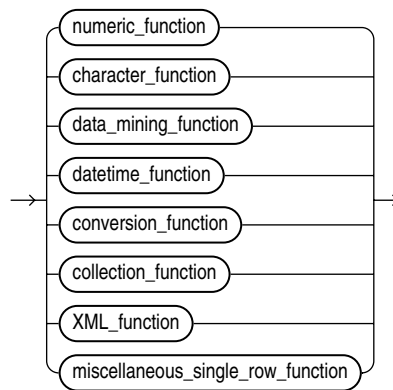 numeric_function
character_function
data_mining_function
datetime_function
conversion_function
collection_function
XML_function
miscellaneous_single_row_function